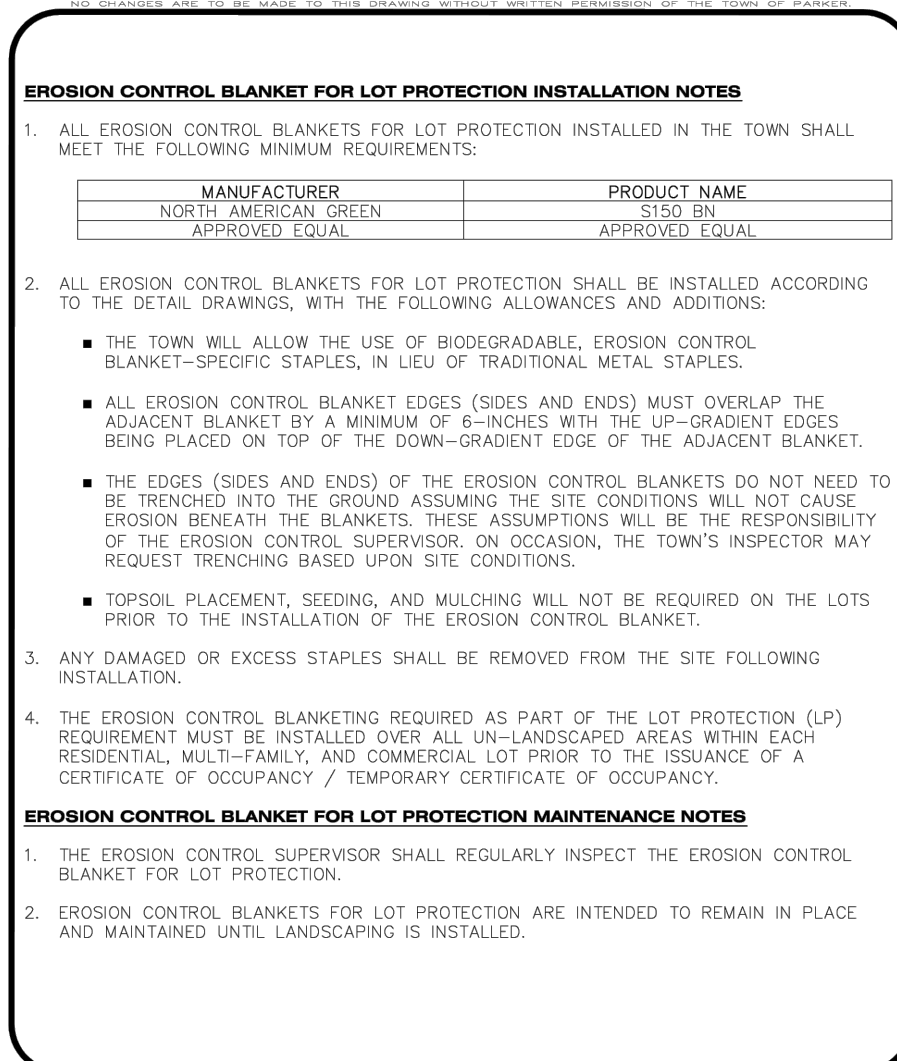 NO CHANGES ARE TO BE MADE TO THIS DRAWING WITHOUT WRITTEN PERMISSION OF THE TOWN OF PARKER.
EROSION CONTROL BLANKET FOR LOT PROTECTION INSTALLATION NOTES
1. ALL EROSION CONTROL BLANKETS FOR LOT PROTECTION INSTALLED IN THE TOWN SHALL
MEET THE FOLLOWING MINIMUM REQUIREMENTS:
MANUFACTURER PRODUCT NAME
NORTH AMERICAN GREEN S150 BN
APPROVED EQUAL APPROVED EQUAL
2. ALL EROSION CONTROL BLANKETS FOR LOT PROTECTION SHALL BE INSTALLED ACCORDING
TO THE DETAIL DRAWINGS, WITH THE FOLLOWING ALLOWANCES AND ADDITIONS:
■ THE TOWN WILL ALLOW THE USE OF BIODEGRADABLE, EROSION CONTROL
BLANKET-SPECIFIC STAPLES, IN LIEU OF TRADITIONAL METAL STAPLES.
■ ALL EROSION CONTROL BLANKET EDGES (SIDES AND ENDS) MUST OVERLAP THE
ADJACENT BLANKET BY A MINIMUM OF 6-INCHES WITH THE UP-GRADIENT EDGES
BEING PLACED ON TOP OF THE DOWN-GRADIENT EDGE OF THE ADJACENT BLANKET.
■ THE EDGES (SIDES AND ENDS) OF THE EROSION CONTROL BLANKETS DO NOT NEED TO
BE TRENCHED INTO THE GROUND ASSUMING THE SITE CONDITIONS WILL NOT CAUSE
EROSION BENEATH THE BLANKETS. THESE ASSUMPTIONS WILL BE THE RESPONSIBILITY
OF THE EROSION CONTROL SUPERVISOR. ON OCCASION, THE TOWN'S INSPECTOR MAY
REQUEST TRENCHING BASED UPON SITE CONDITIONS.
■ TOPSOIL PLACEMENT, SEEDING, AND MULCHING WILL NOT BE REQUIRED ON THE LOTS
PRIOR TO THE INSTALLATION OF THE EROSION CONTROL BLANKET.
3. ANY DAMAGED OR EXCESS STAPLES SHALL BE REMOVED FROM THE SITE FOLLOWING
INSTALLATION.
4. THE EROSION CONTROL BLANKETING REQUIRED AS PART OF THE LOT PROTECTION (LP)
REQUIREMENT MUST BE INSTALLED OVER ALL UN-LANDSCAPED AREAS WITHIN EACH
RESIDENTIAL, MULTI-FAMILY, AND COMMERCIAL LOT PRIOR TO THE ISSUANCE OF A
CERTIFICATE OF OCCUPANCY / TEMPORARY CERTIFICATE OF OCCUPANCY.
EROSION CONTROL BLANKET FOR LOT PROTECTION MAINTENANCE NOTES
1. THE EROSION CONTROL SUPERVISOR SHALL REGULARLY INSPECT THE EROSION CONTROL
BLANKET FOR LOT PROTECTION.
2. EROSION CONTROL BLANKETS FOR LOT PROTECTION ARE INTENDED TO REMAIN IN PLACE
AND MAINTAINED UNTIL LANDSCAPING IS INSTALLED.